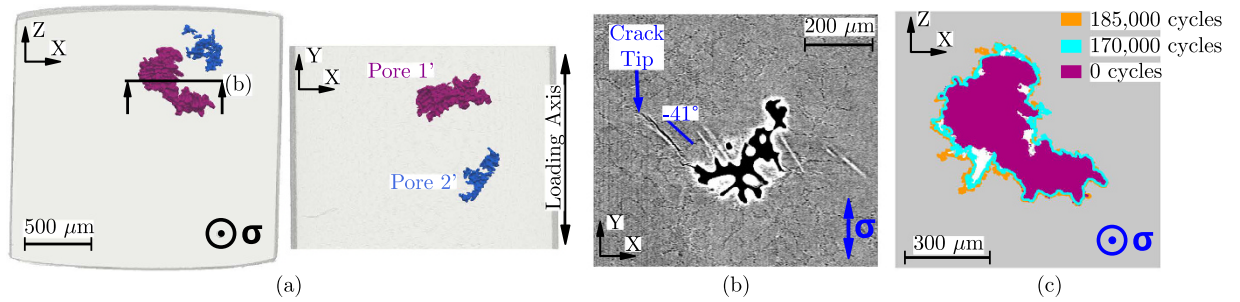 Z
X
(b)
500 μm
σ
Y
X
Pore 1'
Pore 2'
Loading Axis
(a)
Crack
Tip
-41°
200 μm
Y
X
σ
(b)
Z
X
185,000 cycles
170,000 cycles
0 cycles
300 μm
σ
(c)